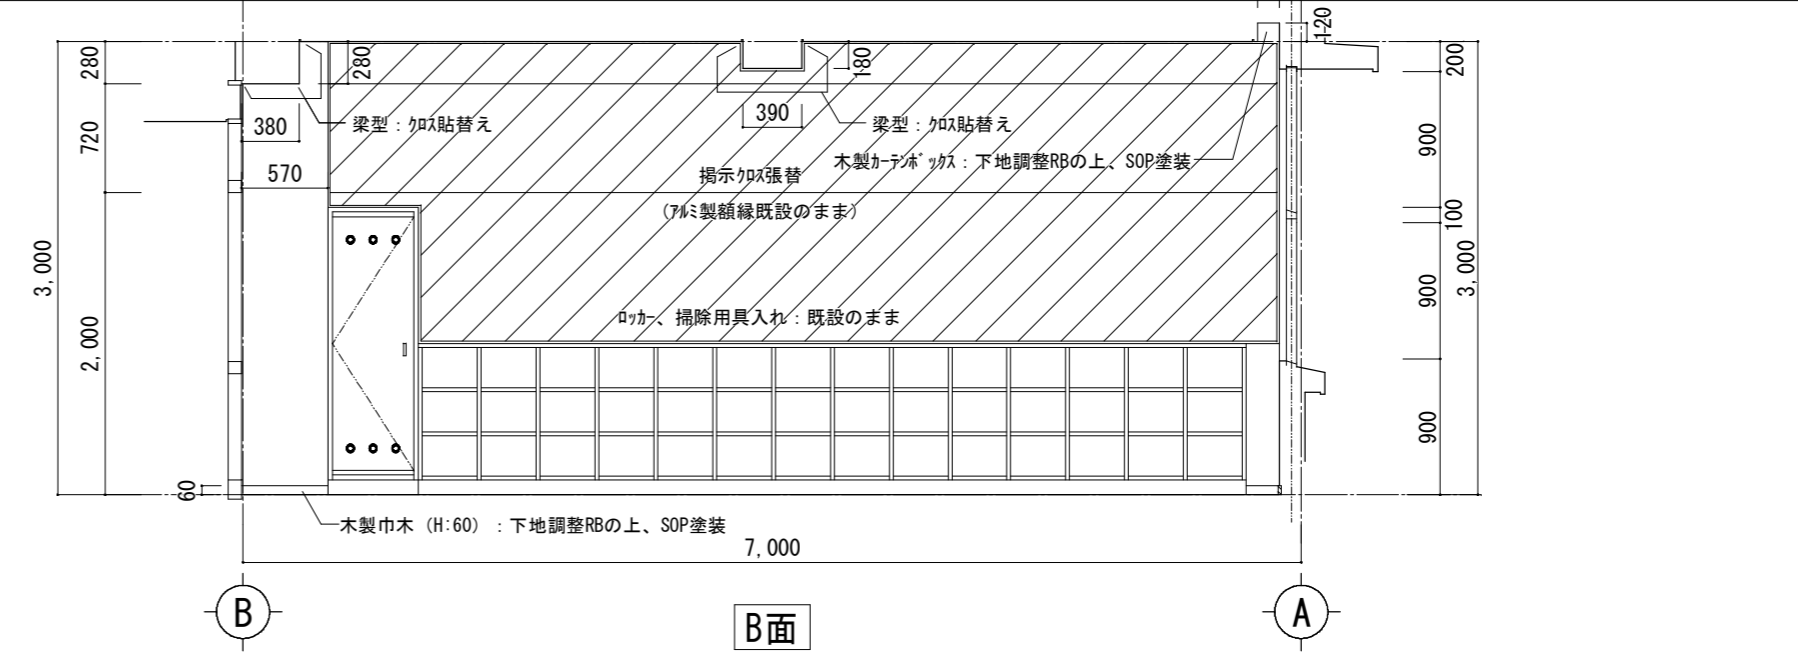 120
280
280
180
200
720
380
梁型：ｸﾛｽ貼替え
390
梁型：ｸﾛｽ貼替え
900
木製ｶｰﾃﾝﾎﾞｯｸｽ：下地調整RBの上、SOP塗装
570
掲示ｸﾛｽ張替
(ｱﾙﾐ製額縁既設のまま)
100
3,000
3,000
900
ﾛｯｶｰ、掃除用具入れ：既設のまま
2,000
900
60
木製巾木（H:60）：下地調整RBの上、SOP塗装
7,000
B
A
B面